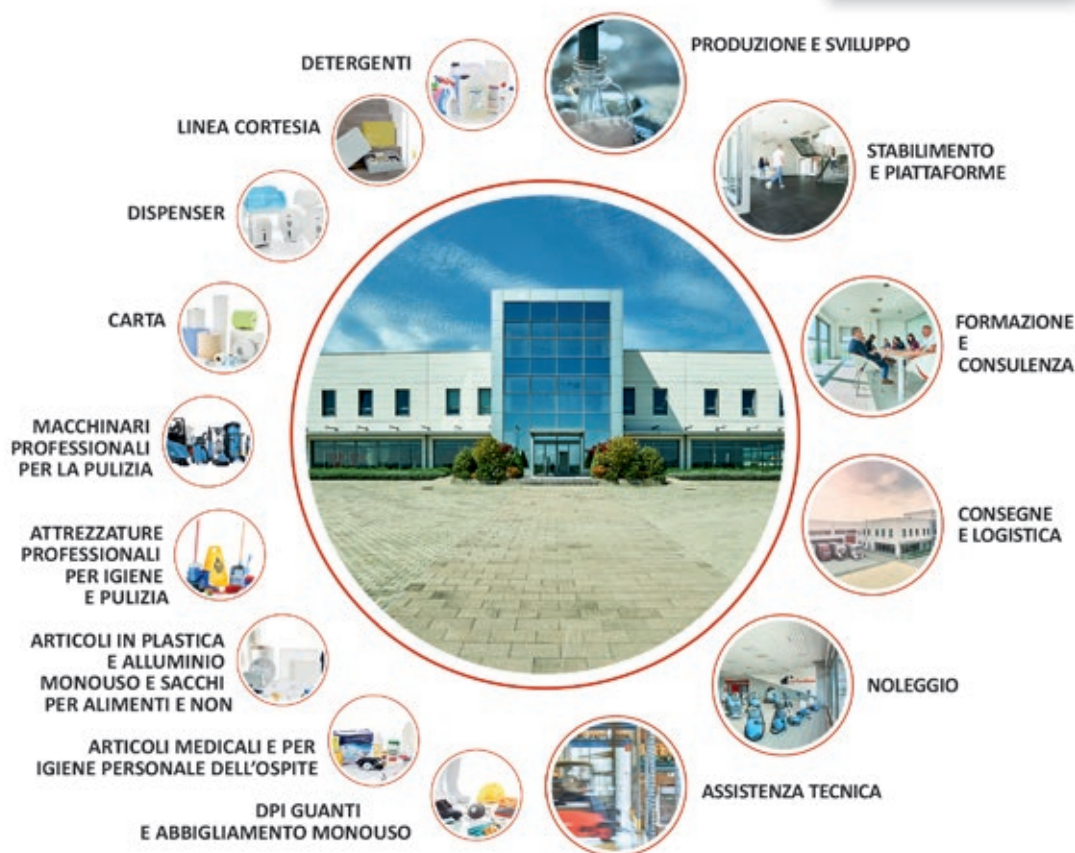 DETERGENTI
LINEA CORTESIA
DISPENSER
CARTA
MACCHINARI
PROFESSIONALI
PER LA PULIZIA
ATTREZZATURE
PROFESSIONALI
PER IGIENE
E PULIZIA
ARTICOLI IN PLASTICA
E ALLUMINIO
MONOUSO E SACCHI
PER ALIMENTI E NON
ARTICOLI MEDICALI E PER
IGIENE PERSONALE DELL'OSPITE
DPI GUANTI
E ABBIGLIAMENTO MONOUSO
PRODUZIONE E SVILUPPO
STABILIMENTO
E PIATTAFORME
FORMAZIONE
E
CONSULENZA
CONSEGNE
E LOGISTICA
NOLEGGIO
ASSISTENZA TECNICA